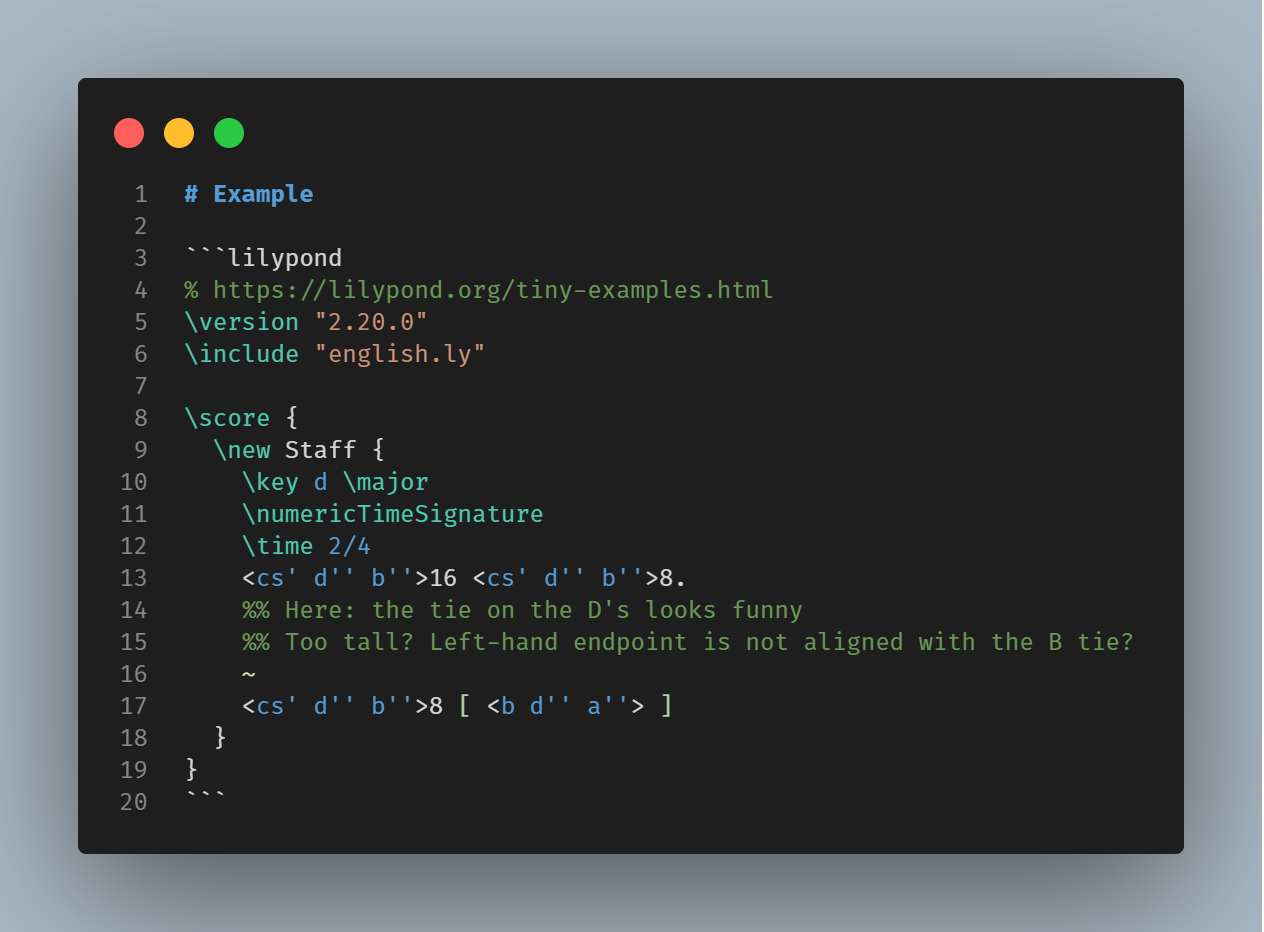 1 # Example
2
3 ```lilypond
4 % https://lilypond.org/tiny-examples.html
5 \version "2.20.0"
6 \include "english.ly"
7
8 \score {
9   \new Staff {
10     \key d \major
11     \numericTimeSignature
12     \time 2/4
13     <cs' d'' b''>16 <cs' d'' b''>8.
14     %% Here: the tie on the D's looks funny
15     %% Too tall? Left-hand endpoint is not aligned with the B tie?
16     ~
17     <cs' d'' b''>8 [ <b d'' a''> ]
18   }
19 }
20 ```